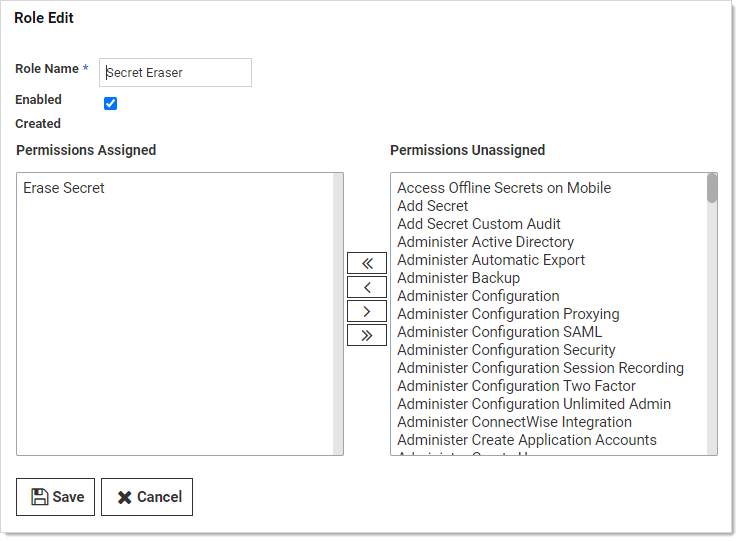 Role Edit
Role Name *
Secret Eraser
Enabled
Created
Permissions Assigned
Permissions Unassigned
Erase Secret
Access Offline Secrets on Mobile
Add Secret
Add Secret Custom Audit
Administer Active Directory
Administer Automatic Export
Administer Backup
Administer Configuration
Administer Configuration Proxying
Administer Configuration SAML
Administer Configuration Security
Administer Configuration Session Recording
Administer Configuration Two Factor
Administer Configuration Unlimited Admin
Administer ConnectWise Integration
Administer Create Application Accounts
Save
Cancel